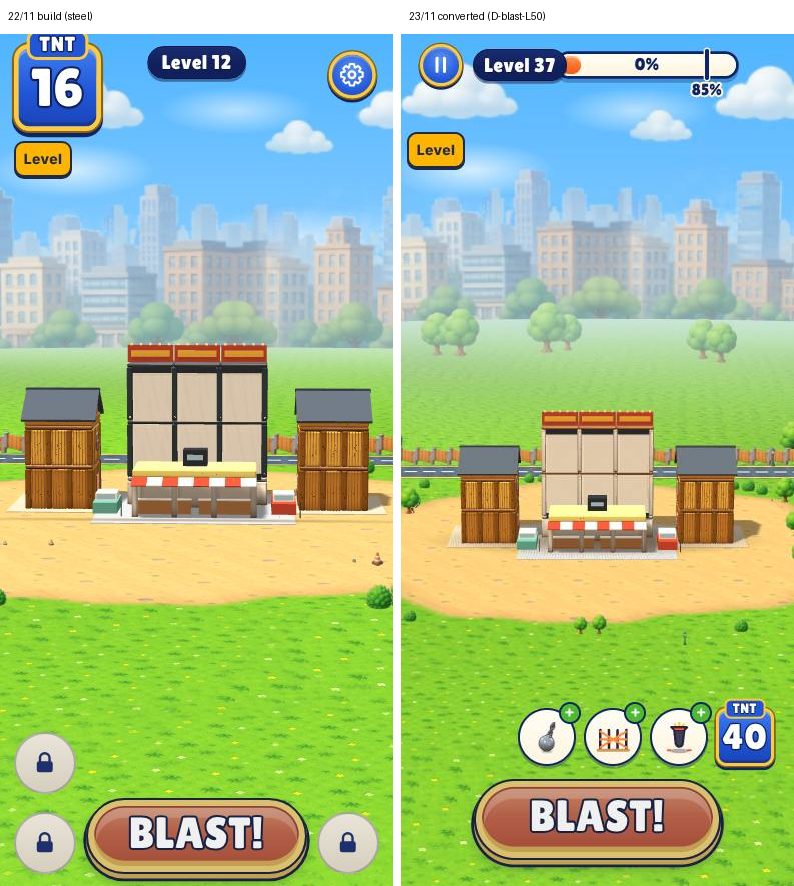 22/11 build (steel)
TNT
16
Level 12
Level
BLAST!
23/11 converted (D-blast-L50)
Level 37
0%
85%
Level
TNT
40
BLAST!